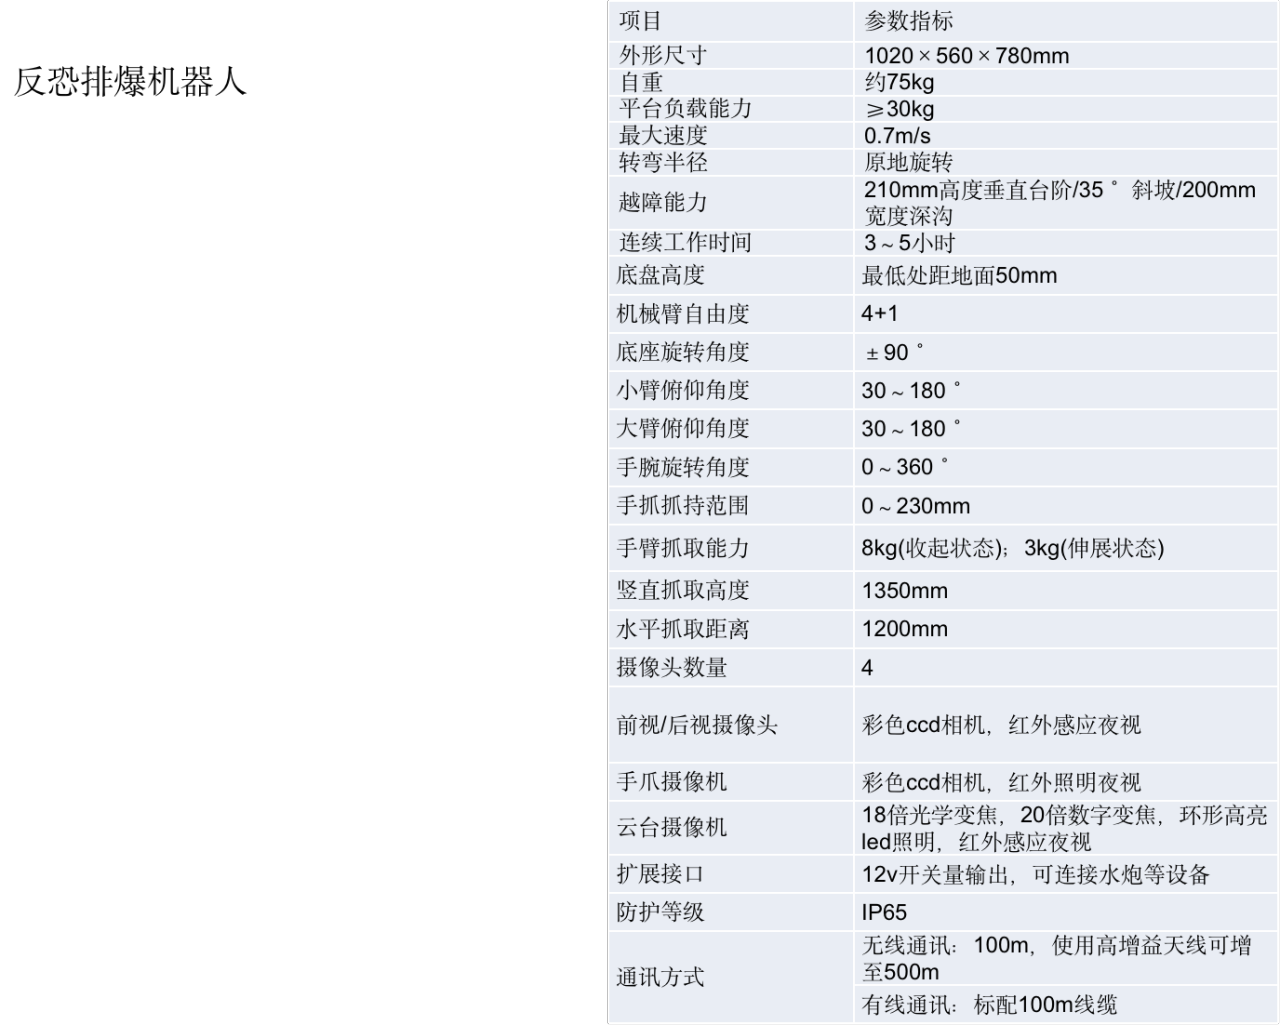 反恐排爆机器人
项目 参数指标
外形尺寸 1020×560×780mm
自重 约75kg
平台负载能力 ≥30kg
最大速度 0.7m/s
转弯半径 原地旋转
越障能力 210mm高度垂直台阶/35°斜坡/200mm
宽度深沟
连续工作时间 3~5小时
底盘高度 最低处距地面50mm
机械臂自由度 4+1
底座旋转角度 ±90°
小臂俯仰角度 30~180°
大臂俯仰角度 30~180°
手腕旋转角度 0~360°
手抓抓持范围 0~230mm
手臂抓取能力 8kg(收起状态)；3kg(伸展状态)
竖直抓取高度 1350mm
水平抓取距离 1200mm
摄像头数量 4
前视/后视摄像头 彩色ccd相机，红外感应夜视
手爪摄像机 彩色ccd相机，红外照明夜视
云台摄像机 18倍光学变焦，20倍数字变焦，环形高亮
led照明，红外感应夜视
扩展接口 12v开关量输出，可连接水炮等设备
防护等级 IP65
通讯方式 无线通讯：100m，使用高增益天线可增
至500m
有线通讯：标配100m线缆